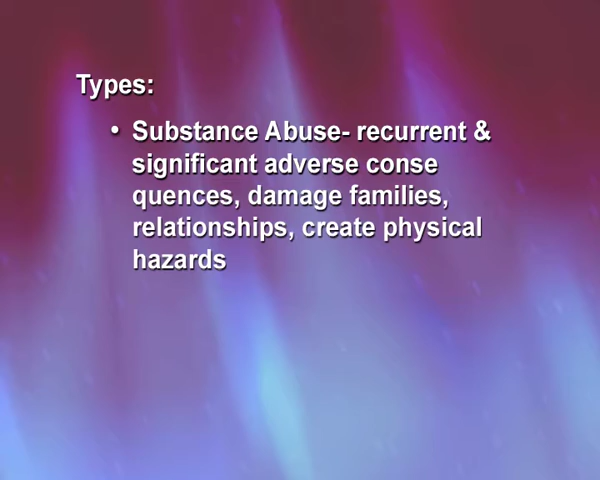 Types:
• Substance Abuse- recurrent &
significant adverse conse
quences, damage families,
relationships, create physical
hazards